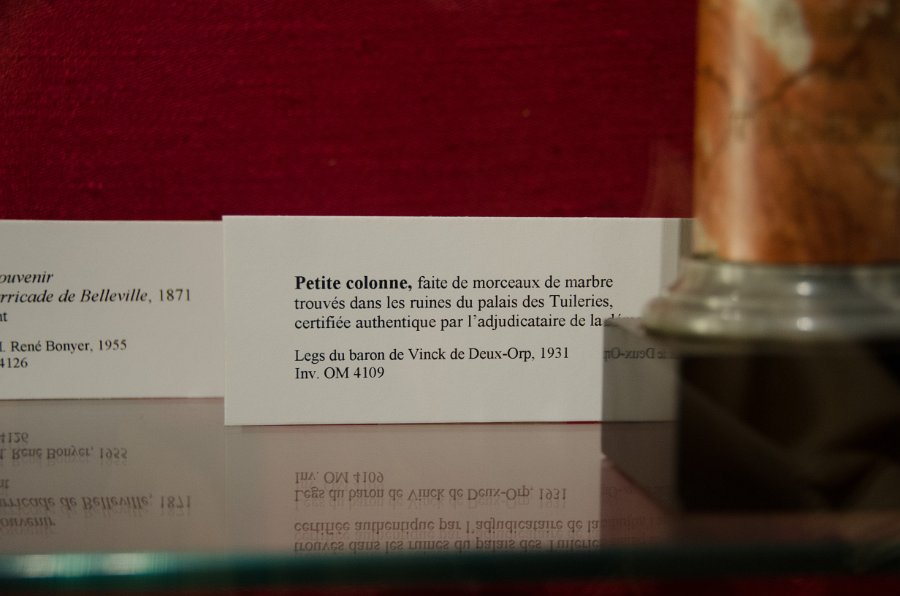 ouvenir
rricade de Belleville, 1871
nt
René Bonyer, 1955
4126
Petite colonne, faite de morceaux de marbre
trouvés dans les ruines du palais des Tuileries,
certifiée authentique par l'adjudicataire de la
Legs du baron de Vinck de Deux-Orp, 1931
Inv. OM 4109